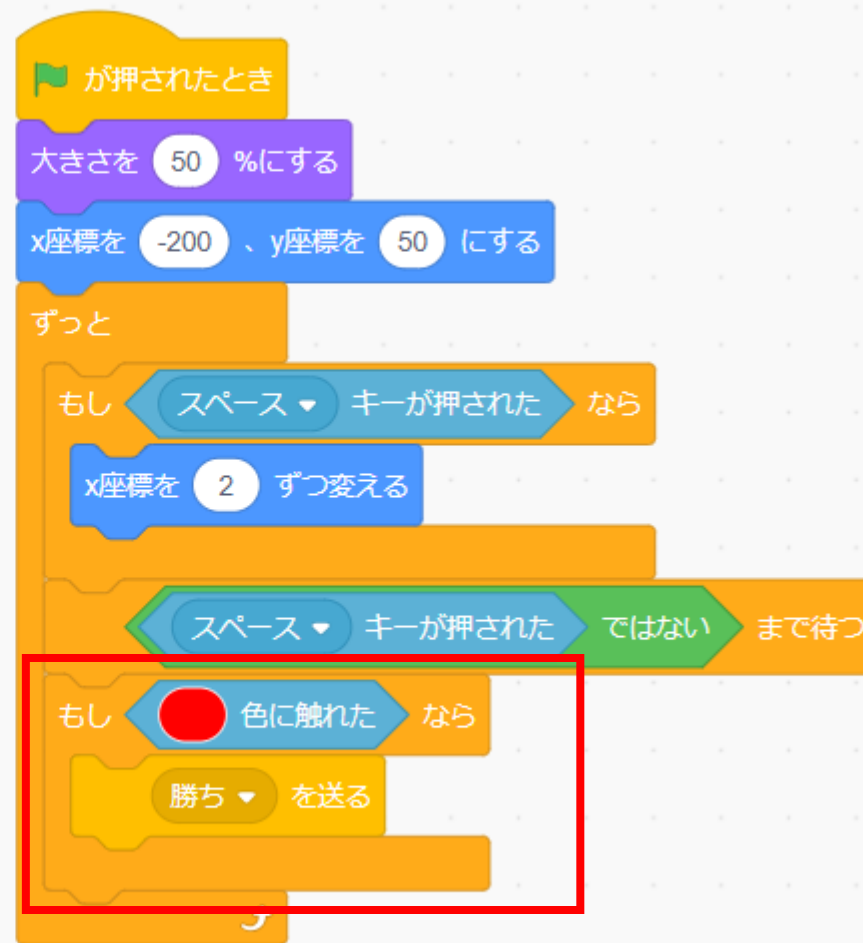 が押されたとき
大きさを 50 %にする
x座標を -200 、y座標を 50 にする
ずっと
もし スペース キーが押された なら
x座標を 2 ずつ変える
スペース キーが押された ではない まで待つ
もし 色に触れた なら
勝ち を送る